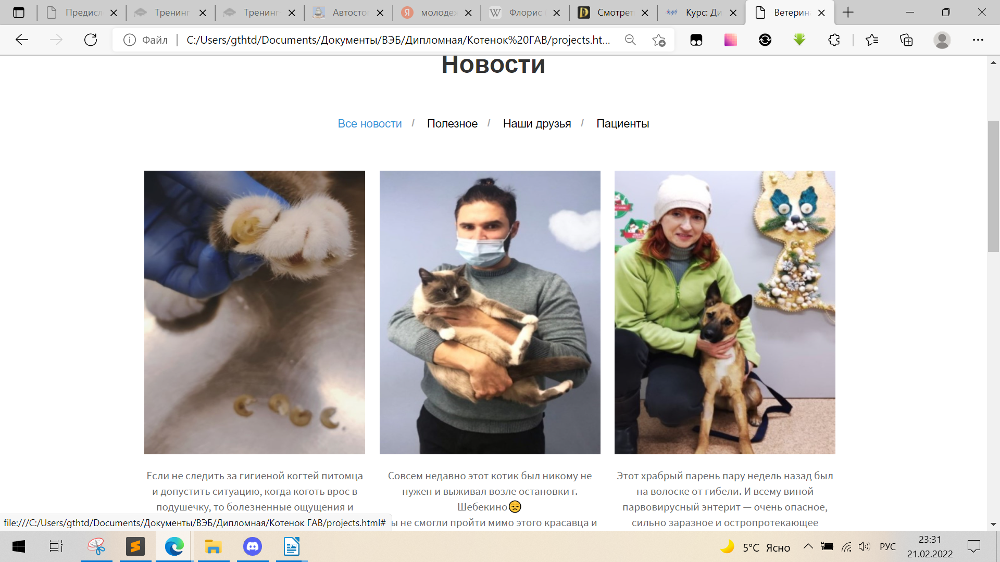 Предисл
Тренинг
Тренинг-
Автостоп
молодеж
Флорис
Смотрет
Курс: Ди
Ветерин
Файл
C:/Users/gthtd/Documents/Документы/ВЭБ/Дипломная/Котенок%20ГАВ/projects.ht...
Новости
Все новости / Полезное / Наши друзья / Пациенты
Если не следить за гигиеной когтей питомца
и допустить ситуацию, когда коготь врос в
подушечку, то болезненные ощущения и
Совсем недавно этот котик был никому не
нужен и выживал возле остановки г.
Шебекино😒
ы не смогли пройти мимо этого красавца и
Этот храбрый парень пару недель назад был
на волоске от гибели. И всему виной
парвовирусный энтерит — очень опасное,
сильно заразное и остропротекающее
file:///C:/Users/gthtd/Documents/Документы/ВЭБ/Дипломная/Котенок ГАВ/projects.html#
5°C Ясно
РУС
23:31
21.02.2022